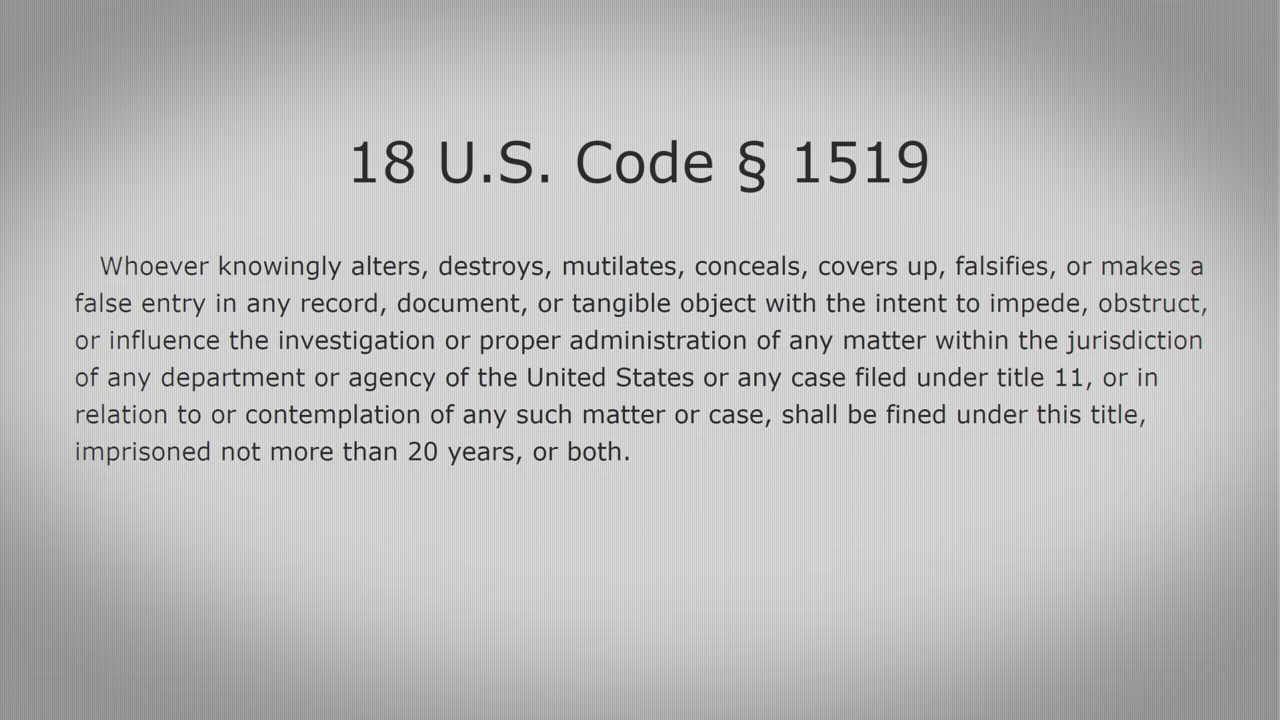 18 U.S. Code § 1519
Whoever knowingly alters, destroys, mutilates, conceals, covers up, falsifies, or makes a
false entry in any record, document, or tangible object with the intent to impede, obstruct,
or influence the investigation or proper administration of any matter within the jurisdiction
of any department or agency of the United States or any case filed under title 11, or in
relation to or contemplation of any such matter or case, shall be fined under this title,
imprisoned not more than 20 years, or both.